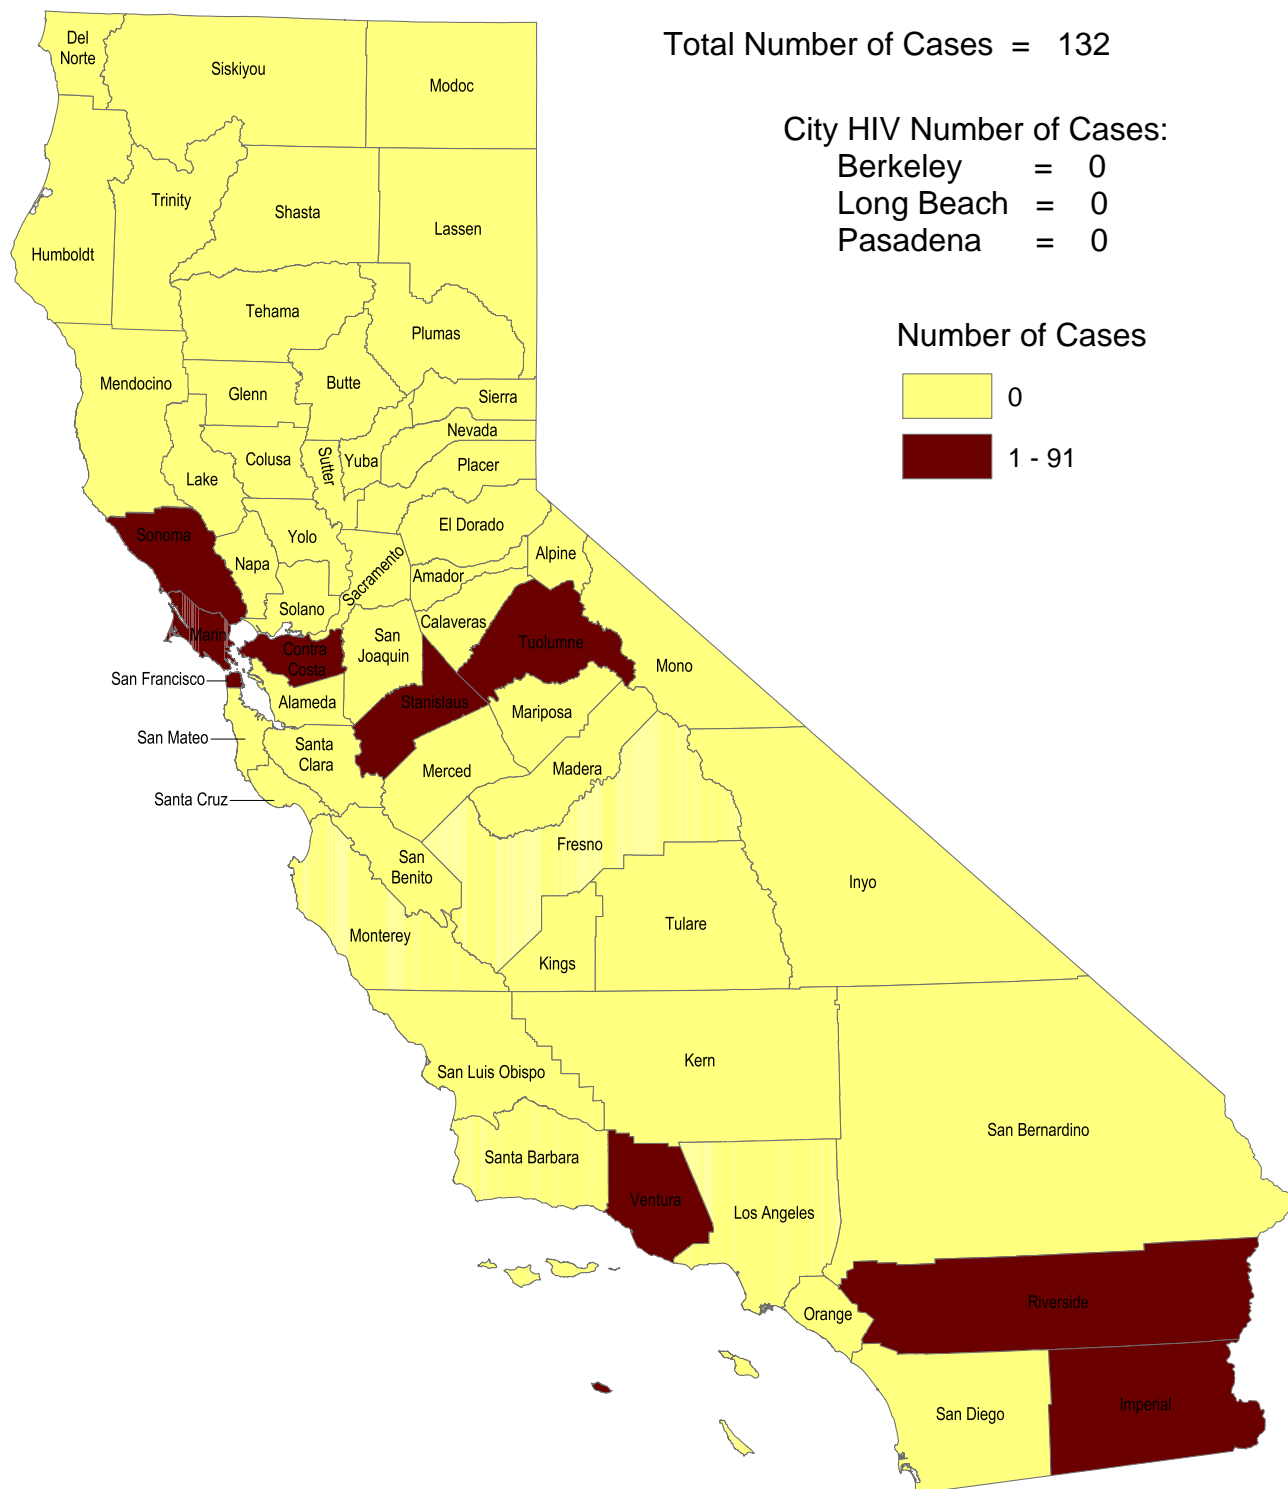 Total Number of Cases = 132
City HIV Number of Cases:
Berkeley = 0
Long Beach = 0
Pasadena = 0
Number of Cases
0
1 - 91
Del
Norte
Siskiyou
Modoc
Trinity
Shasta
Lassen
Humboldt
Tehama
Plumas
Mendocino
Glenn
Butte
Sierra
Nevada
Lake
Colusa
Sutter
Yuba
Placer
Sonoma
Napa
Yolo
Sacramento
El Dorado
Alpine
Amador
Solano
Calaveras
Marin
Contra
Costa
San
Joaquin
Tuolumne
Mono
San Francisco
Alameda
Stanislaus
Mariposa
San Mateo
Santa
Clara
Merced
Madera
Santa Cruz
San
Benito
Fresno
Inyo
Monterey
Kings
Tulare
San Luis Obispo
Kern
San Bernardino
Santa Barbara
Ventura
Los Angeles
Orange
Riverside
San Diego
Imperial